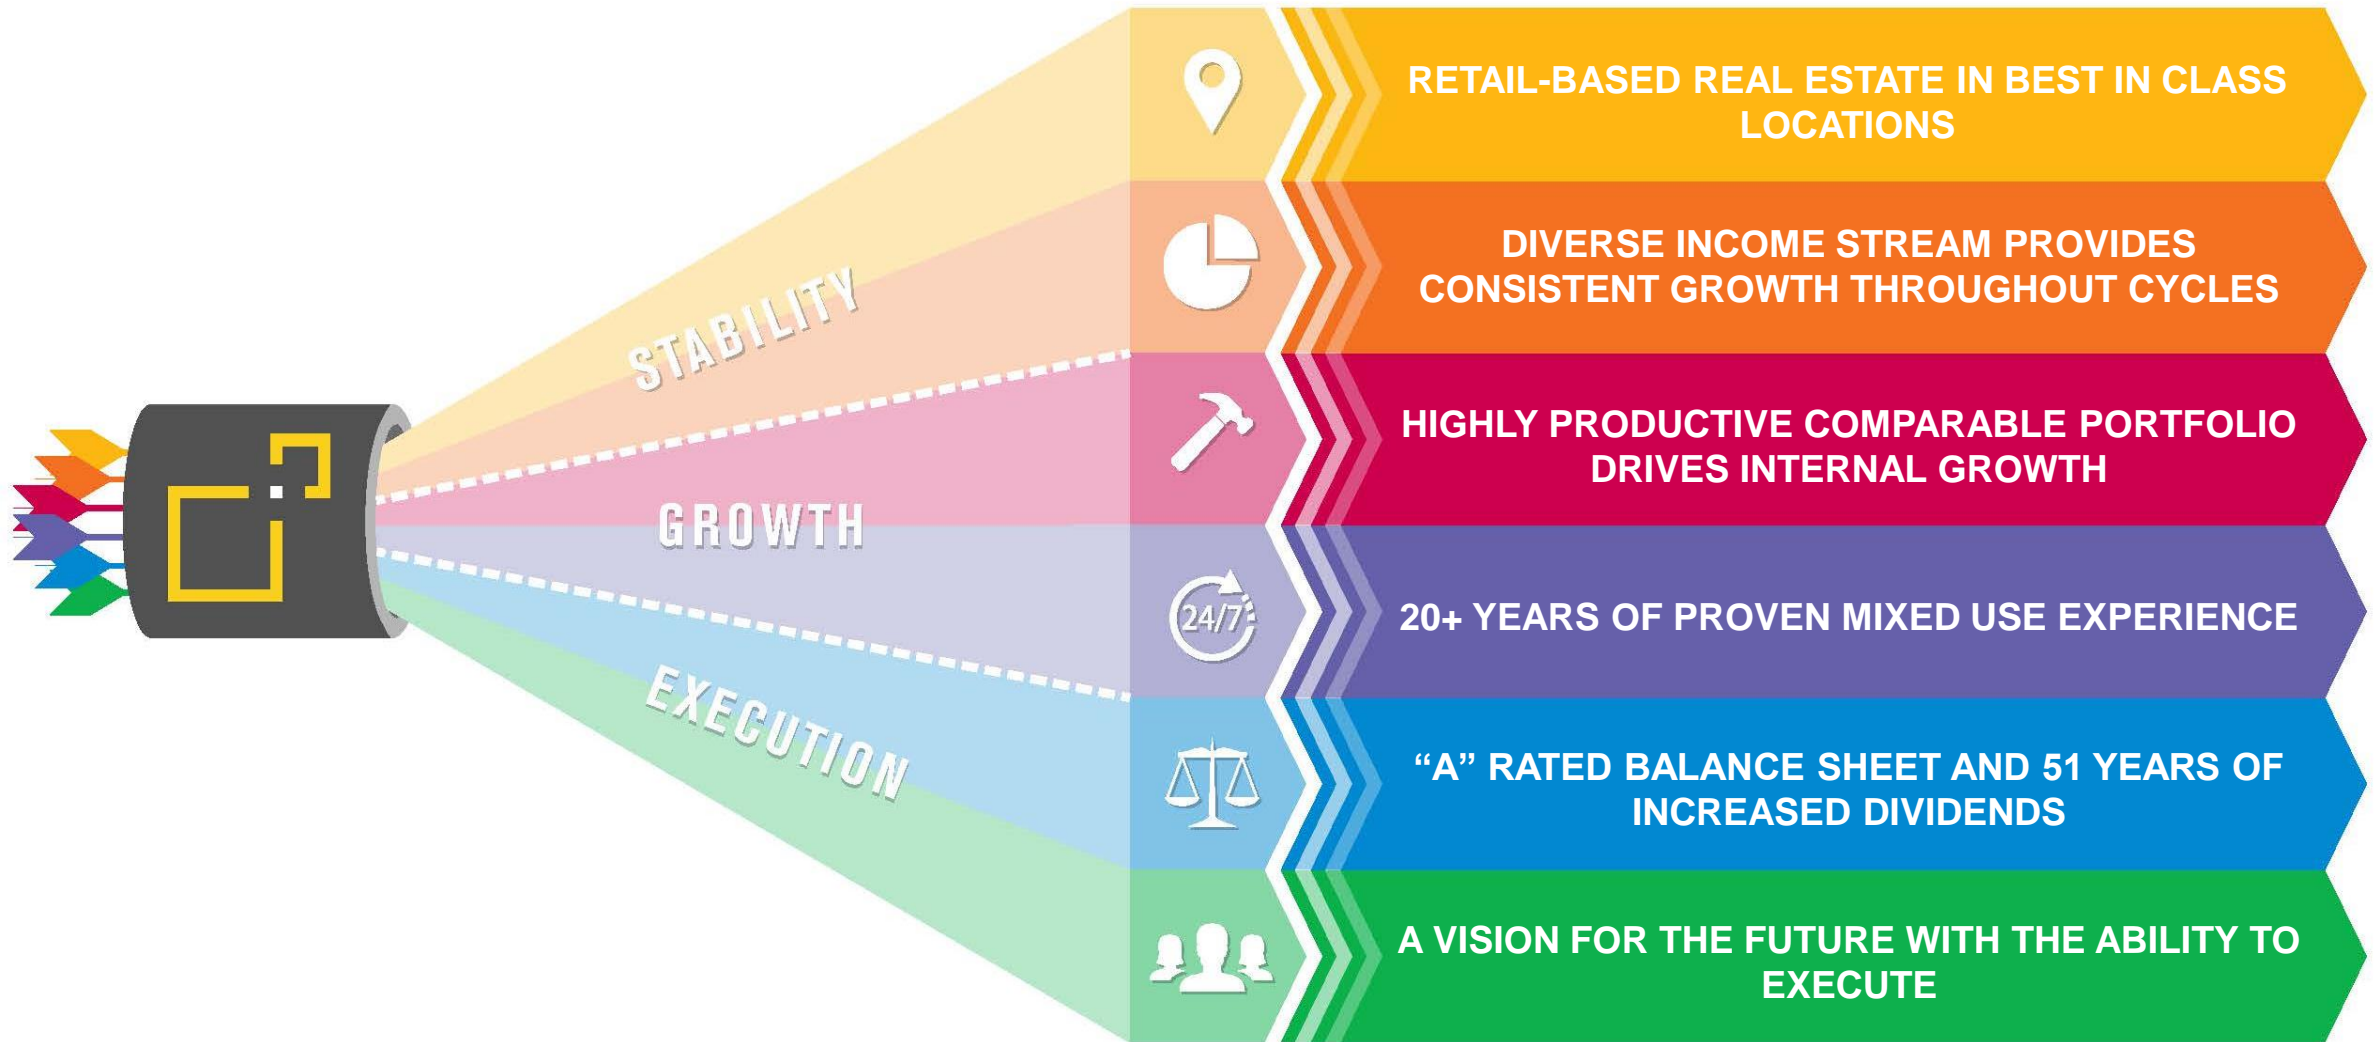 STABILITY
GROWTH
EXECUTION
RETAIL-BASED REAL ESTATE IN BEST IN CLASS
LOCATIONS
DIVERSE INCOME STREAM PROVIDES
CONSISTENT GROWTH THROUGHOUT CYCLES
HIGHLY PRODUCTIVE COMPARABLE PORTFOLIO
DRIVES INTERNAL GROWTH
24/7
20+ YEARS OF PROVEN MIXED USE EXPERIENCE
“A” RATED BALANCE SHEET AND 51 YEARS OF
INCREASED DIVIDENDS
A VISION FOR THE FUTURE WITH THE ABILITY TO
EXECUTE